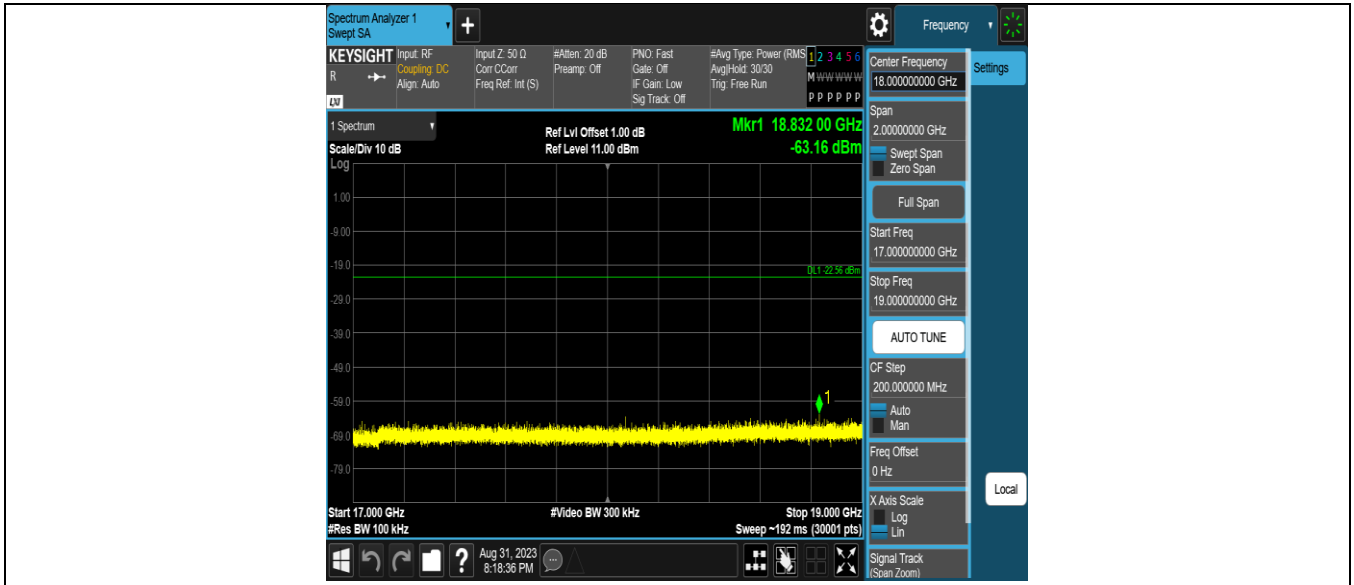 Spectrum Analyzer 1
Swept SA
+
Frequency
KEYSIGHT
R
LXI
Input: RF
Coupling: DC
Align: Auto
Input Z: 50 Ω
Corr CCorr
Freq Ref: Int (S)
#Atten: 20 dB
Preamp: Off
PNO: Fast
Gate: Off
IF Gain: Low
Sig Track: Off
#Avg Type: Power (RMS
Avg|Hold: 30/30
Trig: Free Run
1 2 3 4 5 6
M W W W W W
P P P P P P
1 Spectrum
Scale/Div 10 dB
Log
Ref Lvl Offset 1.00 dB
Ref Level 11.00 dBm
Mkr1 18.832 00 GHz
-63.16 dBm
1.00
-9.00
-19.0
DL1 -22.56 dBm
-29.0
-39.0
-49.0
-59.0
1
-69.0
-79.0
Start 17.000 GHz
#Res BW 100 kHz
#Video BW 300 kHz
Stop 19.000 GHz
Sweep ~192 ms (30001 pts)
?
Aug 31, 2023
8:18:36 PM
Center Frequency
18.000000000 GHz
Settings
Span
2.00000000 GHz
Swept Span
Zero Span
Full Span
Start Freq
17.000000000 GHz
Stop Freq
19.000000000 GHz
AUTO TUNE
CF Step
200.000000 MHz
Auto
Man
Freq Offset
0 Hz
X Axis Scale
Log
Lin
Local
Signal Track
(Span Zoom)